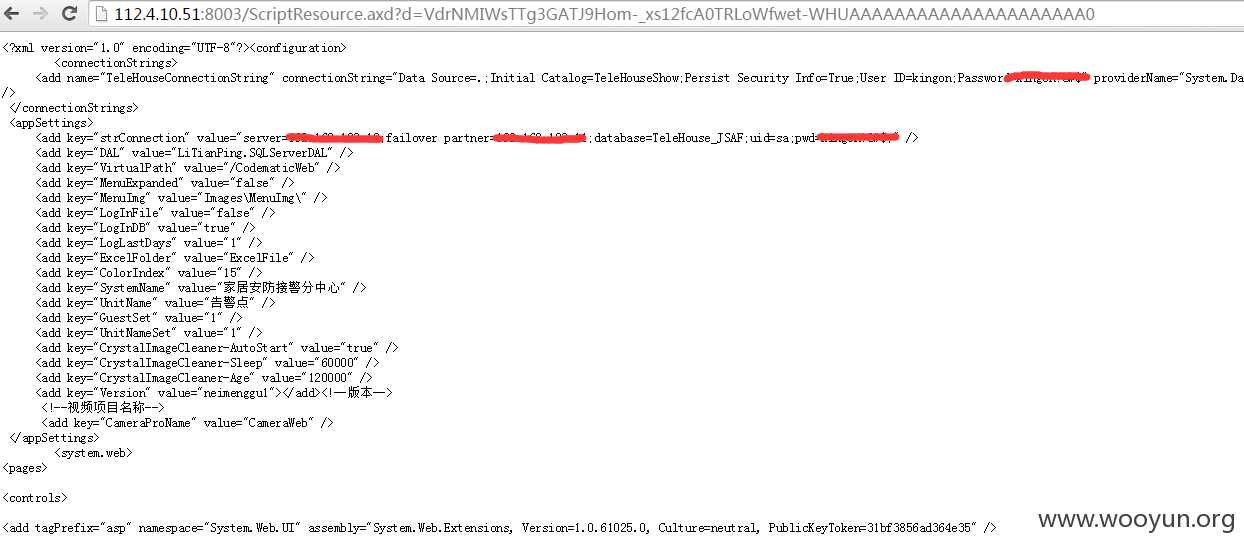 112.4.10.51:8003/ScriptResource.axd?d=VdrNMIWsTTg3GATJ9Hom-_xs12fcA0TRLoWfwet-WHUAAAAAAAAAAAAAAAAAAAAAA0
<?xml version="1.0" encoding="UTF-8"?><configuration>
<connectionStrings>
<add name="TeleHouseConnectionString" connectionString="Data Source=.;Initial Catalog=TeleHouseShow;Persist Security Info=True;User ID=kingon;Password providerName="System.Da
/>
</connectionStrings>
<appSettings>
<add key="strConnection" value="server= ;failover partner= ;database=TeleHouse_JSAF;uid=sa;pwd= " />
<add key="DAL" value="LiTianPing.SQLServerDAL" />
<add key="VirtualPath" value="/CodematicWeb" />
<add key="MenuExpanded" value="false" />
<add key="MenuImg" value="Images\MenuImg\" />
<add key="LogInFile" value="false" />
<add key="LogInDB" value="true" />
<add key="LogLastDays" value="1" />
<add key="ExcelFolder" value="ExcelFile" />
<add key="ColorIndex" value="15" />
<add key="SystemName" value="家居安防接警分中心" />
<add key="UnitName" value="告警点" />
<add key="GuestSet" value="1" />
<add key="UnitNameSet" value="1" />
<add key="CrystalImageCleaner-AutoStart" value="true" />
<add key="CrystalImageCleaner-Sleep" value="60000" />
<add key="CrystalImageCleaner-Age" value="120000" />
<add key="Version" value="neimenggu1"></add><!--版本-->
<!--视频项目名称-->
<add key="CameraProName" value="CameraWeb" />
</appSettings>
<system.web>
<pages>
<controls>
<add tagPrefix="asp" namespace="System.Web.UI" assembly="System.Web.Extensions, Version=1.0.61025.0, Culture=neutral, PublicKeyToken=31bf3856ad364e35" />
www.wooyun.org